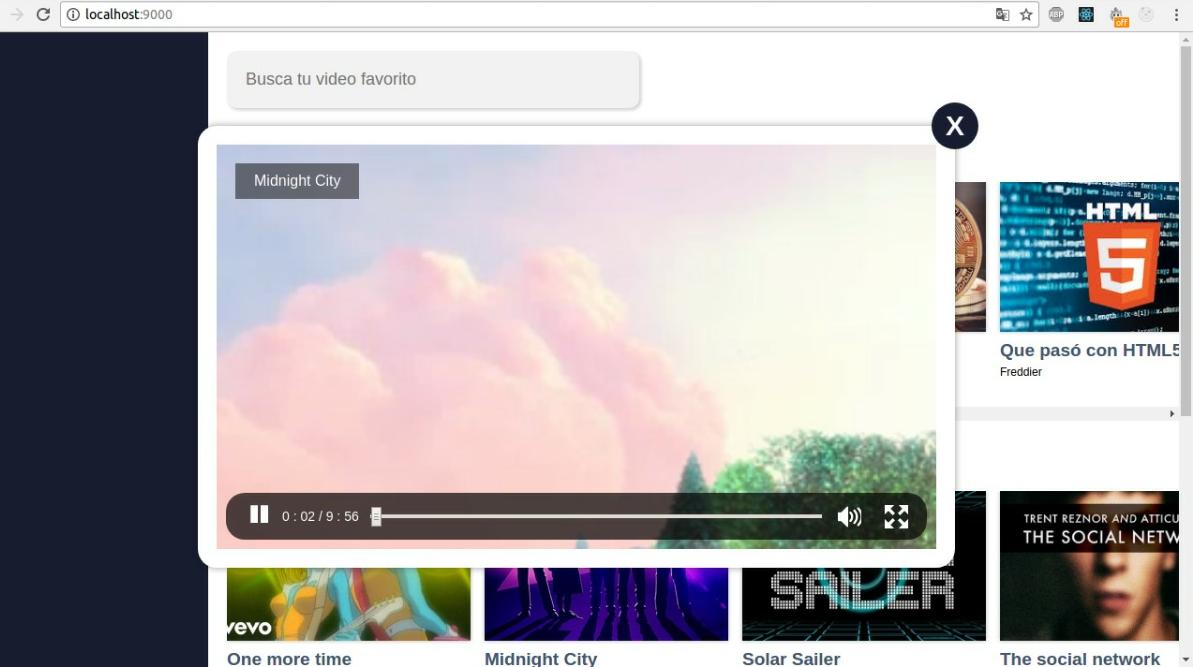 localhost:9000
ABP
off
Busca tu video favorito
X
Midnight City
HTML
5
Que pasó con HTML5
Freddier
0 : 02 / 9 : 56
TRENT REZNOR AND ATTICU
THE SOCIAL NETW
SAILER
vevo
One more time
Midnight City
Solar Sailer
The social network